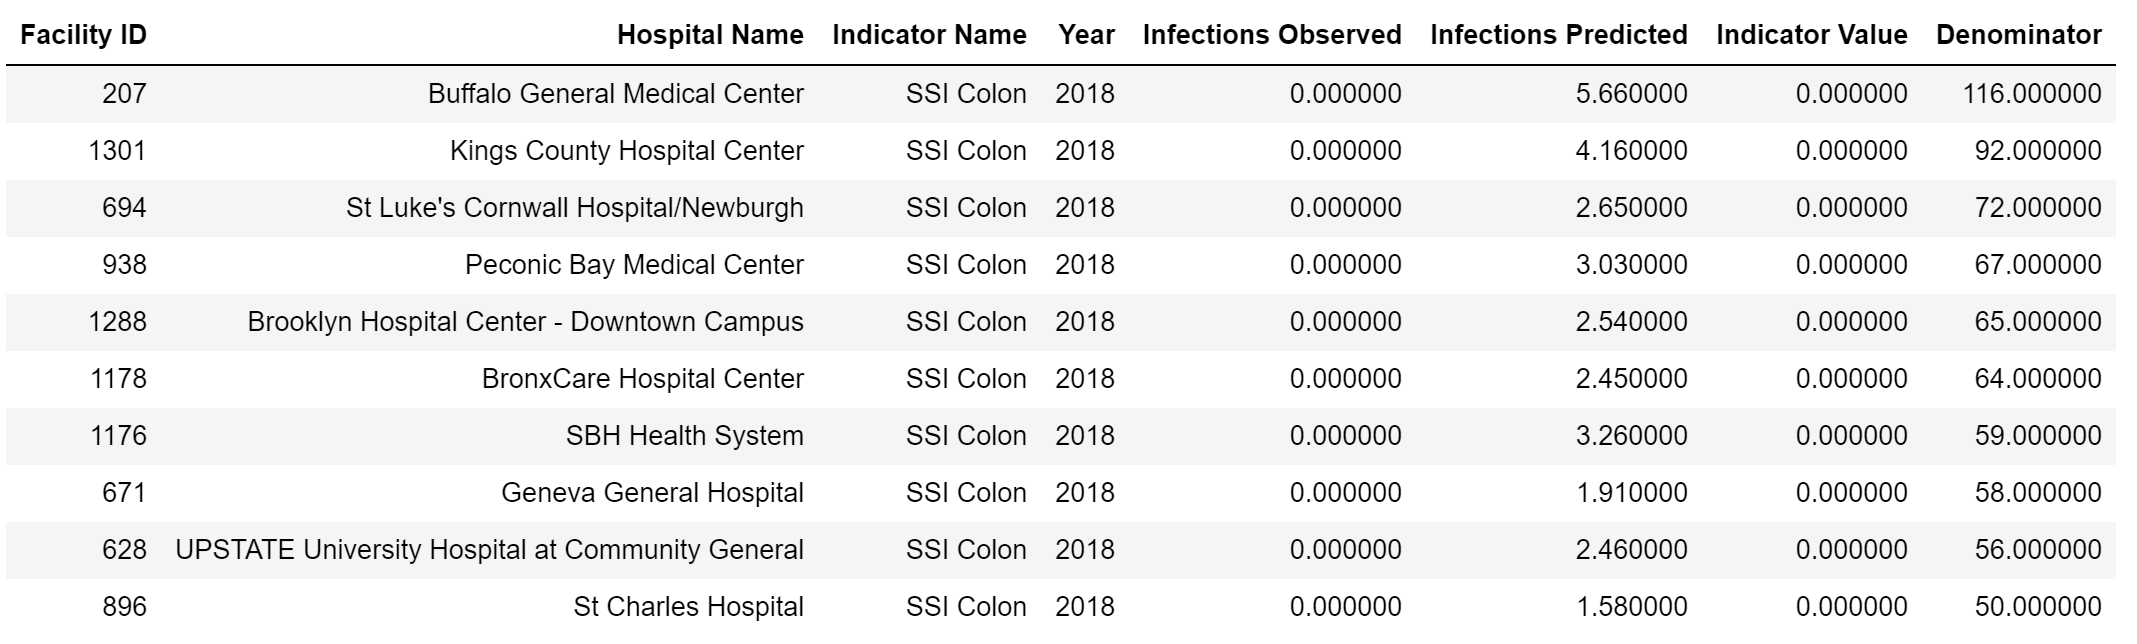 Facility ID Hospital Name Indicator Name Year Infections Observed Infections Predicted Indicator Value Denominator
207 Buffalo General Medical Center SSI Colon 2018 0.000000 5.660000 0.000000 116.000000
1301 Kings County Hospital Center SSI Colon 2018 0.000000 4.160000 0.000000 92.000000
694 St Luke's Cornwall Hospital/Newburgh SSI Colon 2018 0.000000 2.650000 0.000000 72.000000
938 Peconic Bay Medical Center SSI Colon 2018 0.000000 3.030000 0.000000 67.000000
1288 Brooklyn Hospital Center - Downtown Campus SSI Colon 2018 0.000000 2.540000 0.000000 65.000000
1178 BronxCare Hospital Center SSI Colon 2018 0.000000 2.450000 0.000000 64.000000
1176 SBH Health System SSI Colon 2018 0.000000 3.260000 0.000000 59.000000
671 Geneva General Hospital SSI Colon 2018 0.000000 1.910000 0.000000 58.000000
628 UPSTATE University Hospital at Community General SSI Colon 2018 0.000000 2.460000 0.000000 56.000000
896 St Charles Hospital SSI Colon 2018 0.000000 1.580000 0.000000 50.000000